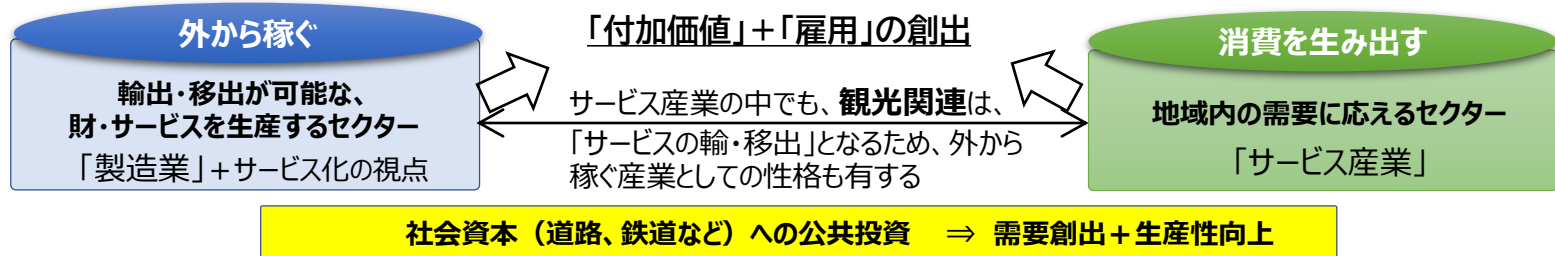 外から稼ぐ
輸出・移出が可能な、
財・サービスを生産するセクター
「製造業」+サービス化の視点
「付加価値」+「雇用」の創出
サービス産業の中でも、観光関連は、
「サービスの輸・移出」となるため、外から
稼ぐ産業としての性格も有する
消費を生み出す
地域内の需要に応えるセクター
「サービス産業」
社会資本(道路、鉄道など)への公共投資 ⇒ 需要創出+生産性向上